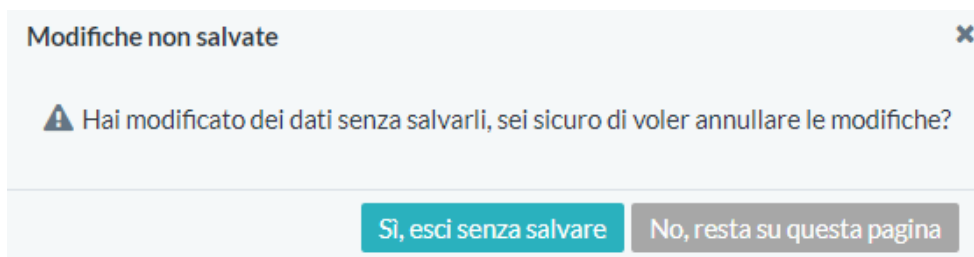 Modifiche non salvate
Hai modificato dei dati senza salvarli, sei sicuro di voler annullare le modifiche?
Sì, esci senza salvare
No, resta su questa pagina